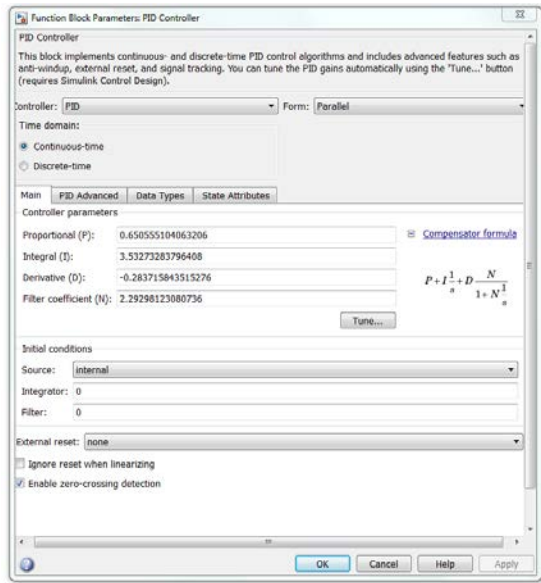 Function Block Parameters: PID Controller
PID Controller
This block implements continuous- and discrete-time PID control algorithms and includes advanced features such as
anti-windup, external reset, and signal tracking. You can tune the PID gains automatically using the 'Tune...' button
(requires Simulink Control Design).
Controller: PID Form: Parallel
Time domain:
Continuous-time
Discrete-time
Main PID Advanced Data Types State Attributes
Controller parameters
Proportional (P): 0.650555104063206 Compensator formula
Integral (I): 3.53273283796408
Derivative (D): -0.283715843515276
P+I 1/s +D N/(1+N 1/s)
Filter coefficient (N): 2.29298123080736
Tune...
Initial conditions
Source: internal
Integrator: 0
Filter: 0
External reset: none
Ignore reset when linearizing
Enable zero-crossing detection
OK Cancel Help Apply